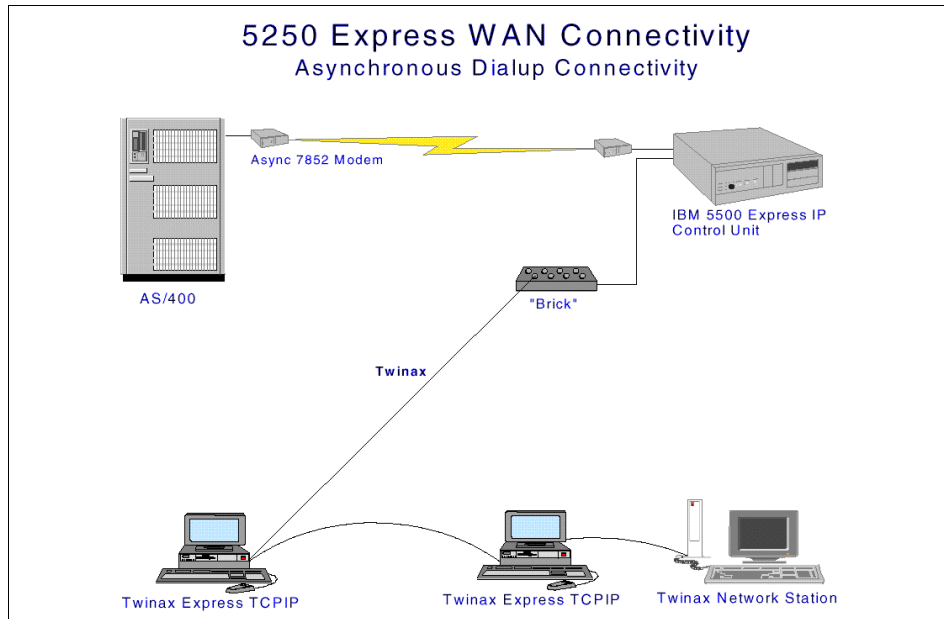 5250 Express WAN Connectivity
Asynchronous Dialup Connectivity
Async 7852 Modem
IBM 5500 Express IP
Control Unit
AS/400
"Brick"
Twinax
Twinax Express TCPIP
Twinax Express TCPIP
Twinax Network Station